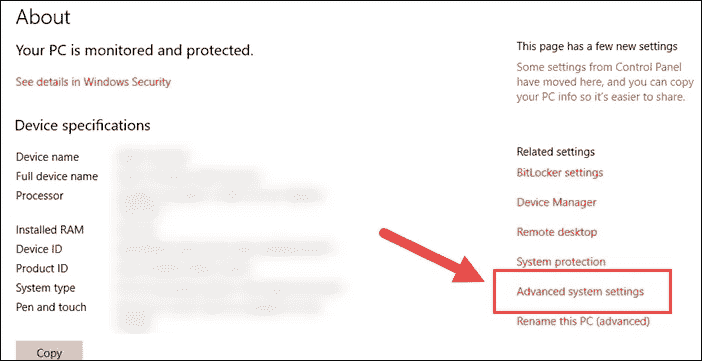 About
Your PC is monitored and protected.
See details in Windows Security
Device specifications
Device name
Full device name
Processor
Installed RAM
Device ID
Product ID
System type
Pen and touch
Copy
This page has a few new settings
Some settings from Control Panel
have moved here, and you can copy
your PC info so it's easier to share.
Related settings
BitLocker settings
Device Manager
Remote desktop
System protection
Advanced system settings
Rename this PC (advanced)